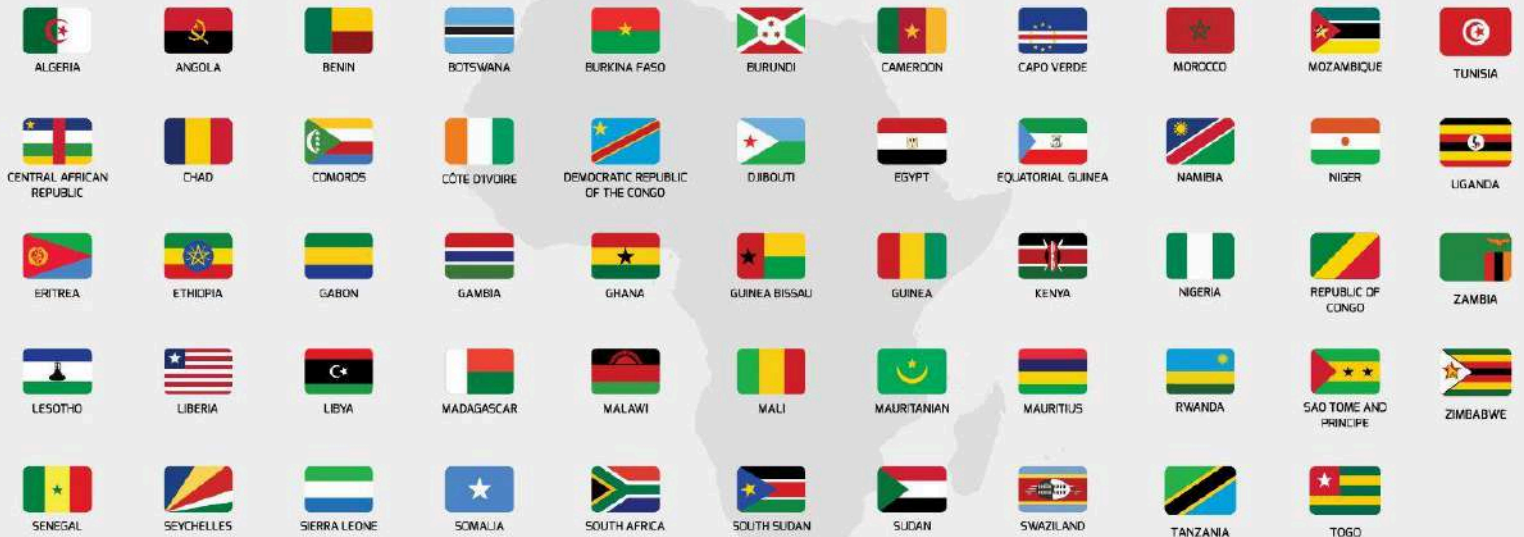 ALGERIA
ANGOLA
BENIN
BOTSWANA
BURKINA FASO
BURUNDI
CAMEROON
CAPO VERDE
MOROCCO
MOZAMBIQUE
TUNISIA
CENTRAL AFRICAN
REPUBLIC
CHAD
COMOROS
CÔTE D'IVOIRE
DEMOCRATIC REPUBLIC
OF THE CONGO
DJIBOUTI
EGYPT
EQUATORIAL GUINEA
NAMIBIA
NIGER
UGANDA
ERITREA
ETHIOPIA
GABON
GAMBIA
GHANA
GUINEA BISSAU
GUINEA
KENYA
NIGERIA
REPUBLIC OF
CONGO
ZAMBIA
LESOTHO
LIBERIA
LIBYA
MADAGASCAR
MALAWI
MALI
MAURITANIAN
MAURITIUS
RWANDA
SAO TOME AND
PRINCIPE
ZIMBABWE
SENEGAL
SEYCHELLES
SIERRA LEONE
SOMALIA
SOUTH AFRICA
SOUTH SUDAN
SUDAN
SWAZILAND
TANZANIA
TOGO